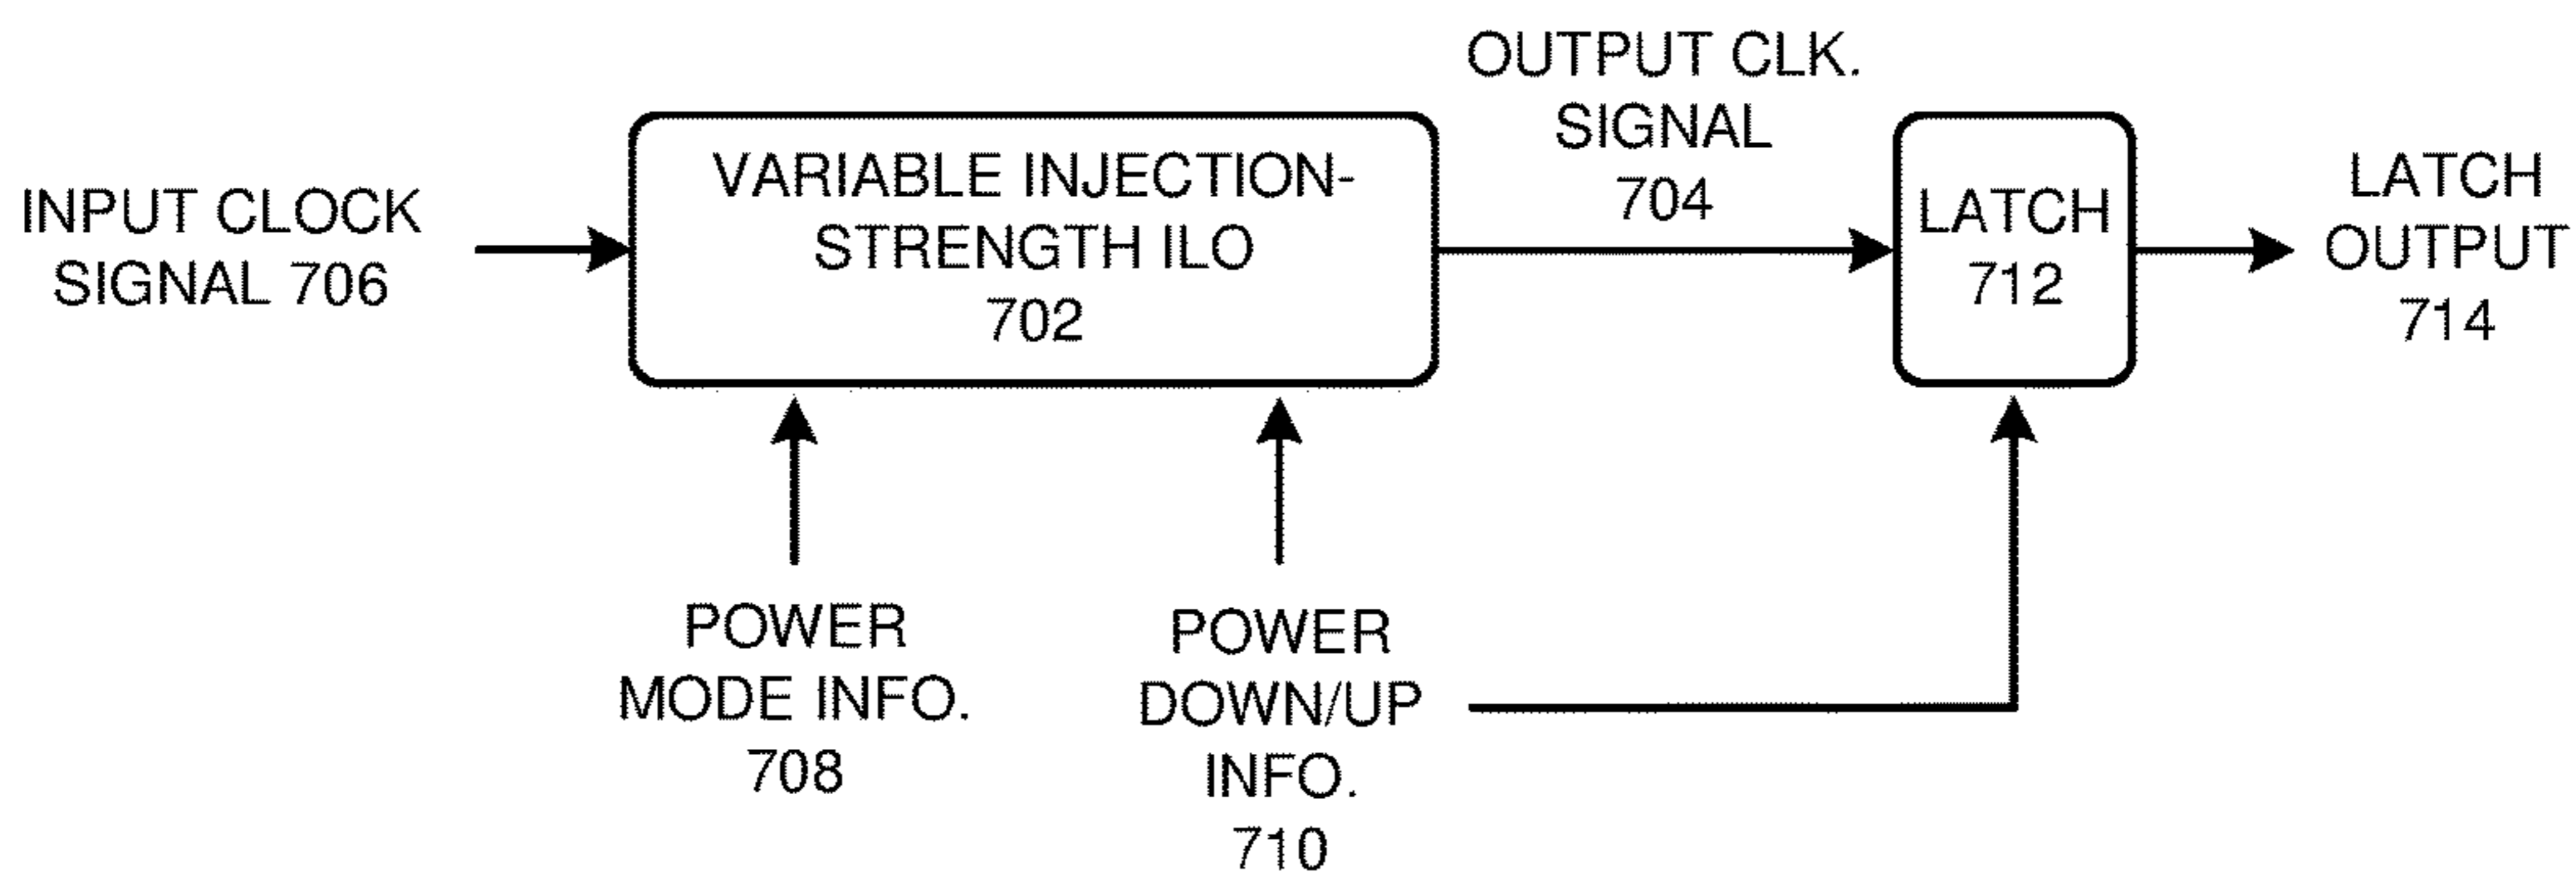 INPUT CLOCK
SIGNAL 706
VARIABLE INJECTION-
STRENGTH ILO
702
OUTPUT CLK.
SIGNAL
704
LATCH
712
LATCH
OUTPUT
714
POWER
MODE INFO.
708
POWER
DOWN/UP
INFO.
710